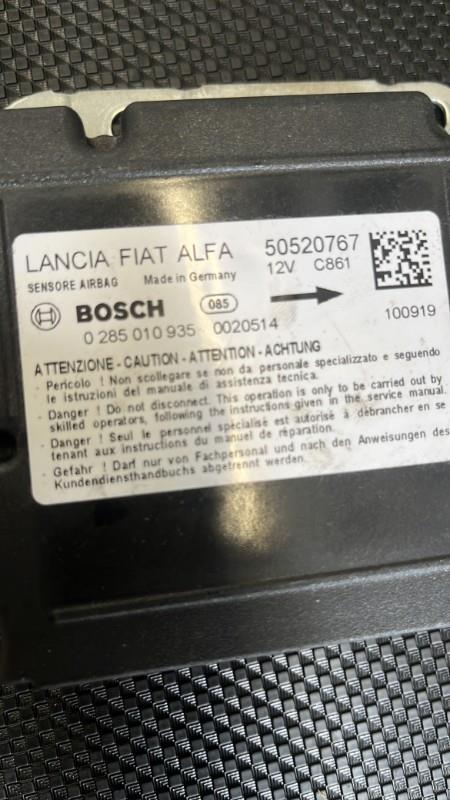 LANCIA FIAT ALFA 50520767
SENSORE AIRBAG Made in Germany 12V C861
BOSCH 085
0 285 010 935 0020514 100919
ATTENZIONE - CAUTION - ATTENTION - ACHTUNG
- Pericolo ! Non scollegare se non da personale specializzato e seguendo
le istruzioni del manuale di assistenza tecnica.
- Danger ! Do not disconnect. This operation is only to be carried out by
skilled operators, following the instructions given in the service manual.
- Danger ! Seul le personnel spécialisé est autorisé à débrancher en se
tenant aux instructions du manuel de réparation.
- Gefahr ! Darf nur von Fachpersonal und nach den Anweisungen des
Kundendiensthandbuchs abgetrennt werden.